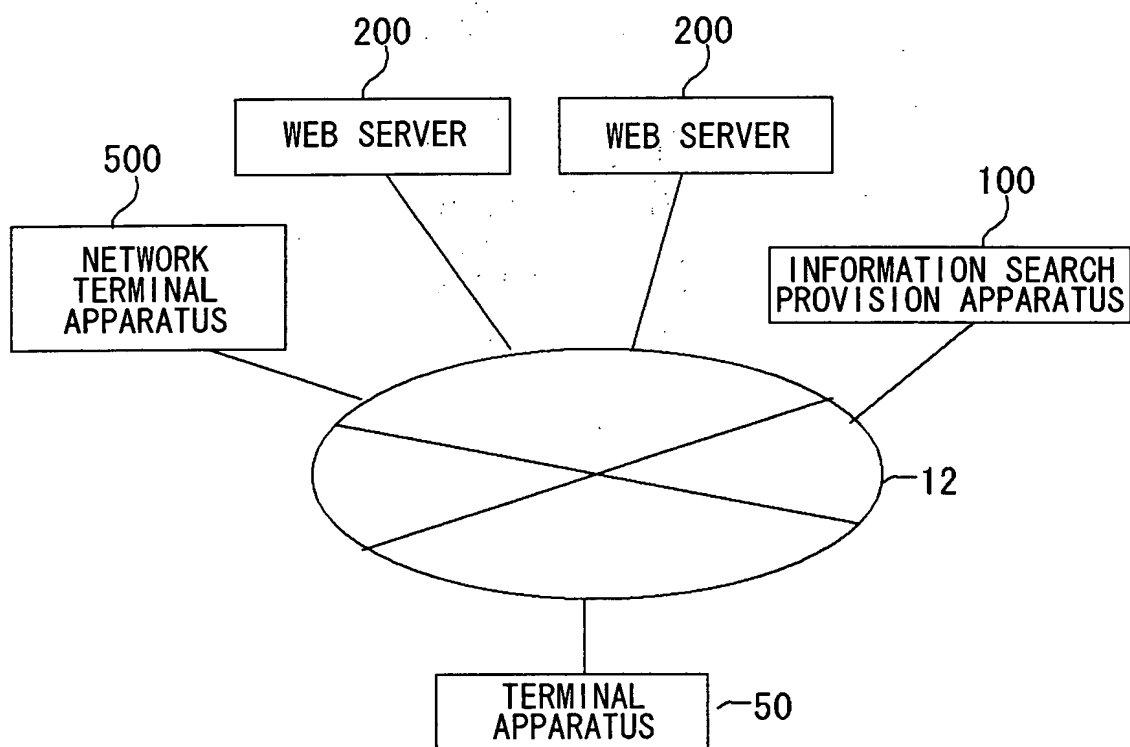 200
200
WEB SERVER
WEB SERVER
500
100
NETWORK
TERMINAL
APPARATUS
INFORMATION SEARCH
PROVISION APPARATUS
12
TERMINAL
APPARATUS
50